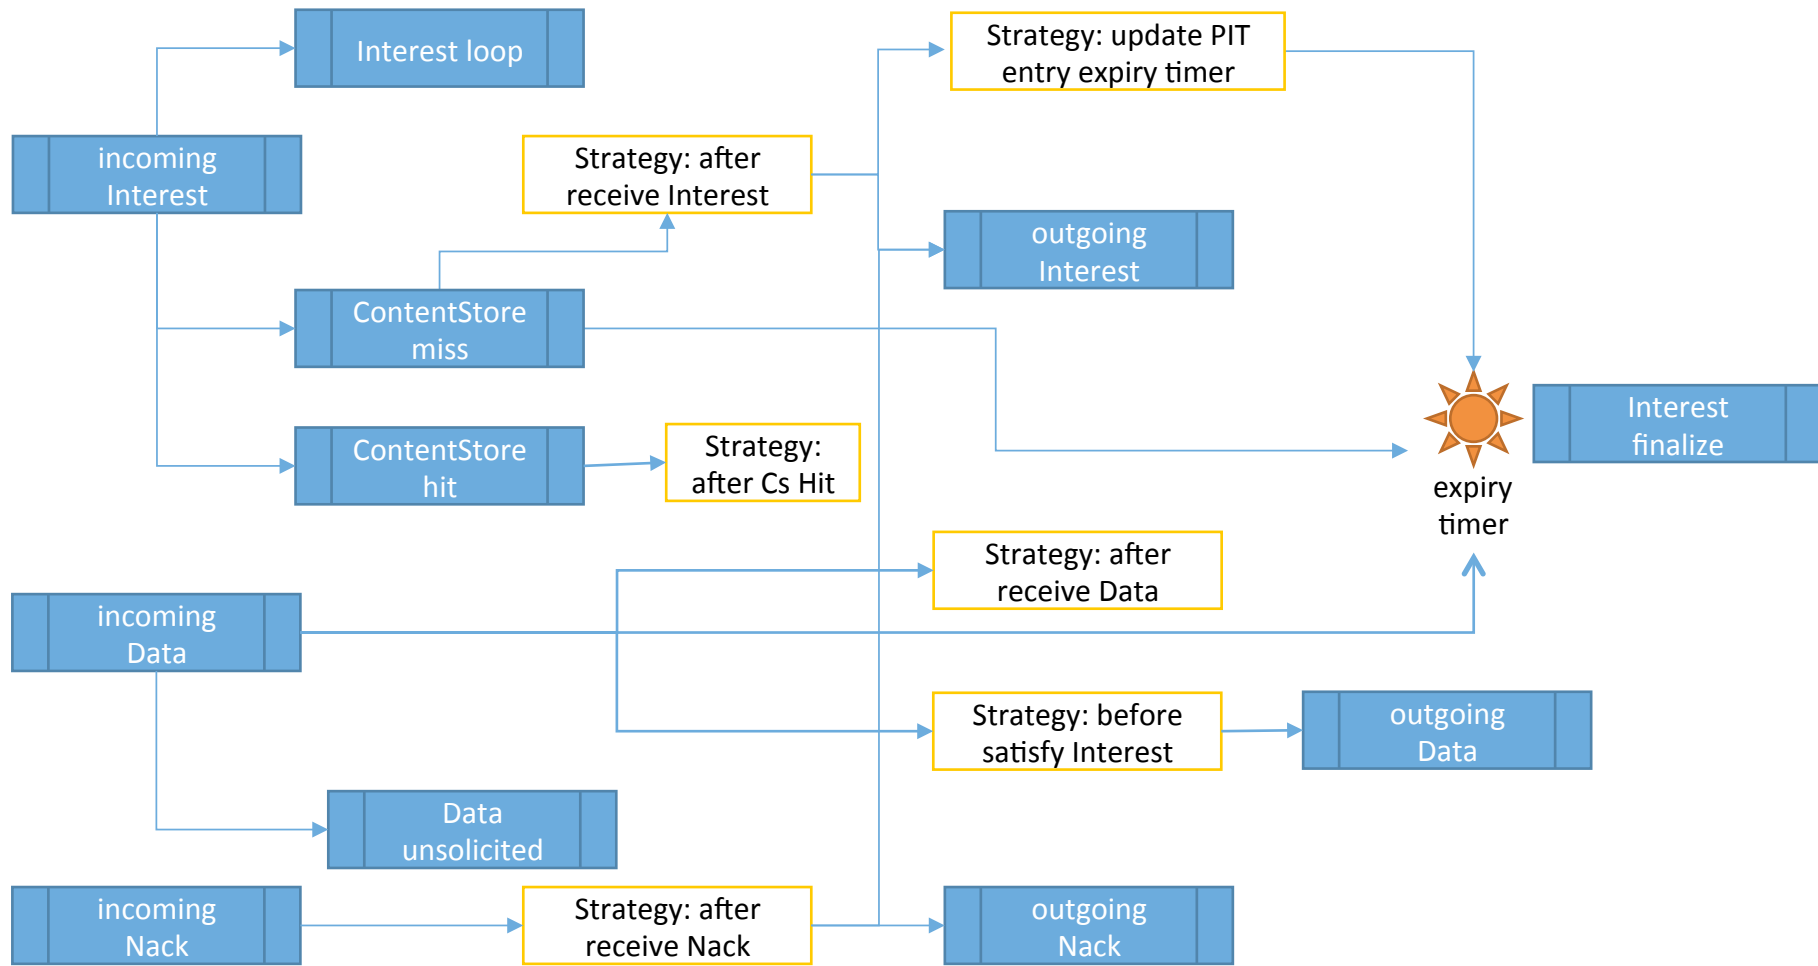 Interest loop
Strategy: update PIT
entry expiry timer
incoming
Interest
Strategy: after
receive Interest
outgoing
Interest
ContentStore
miss
ContentStore
hit
Strategy:
after Cs Hit
Interest
finalize
expiry
timer
Strategy: after
receive Data
incoming
Data
Strategy: before
satisfy Interest
outgoing
Data
Data
unsolicited
incoming
Nack
Strategy: after
receive Nack
outgoing
Nack